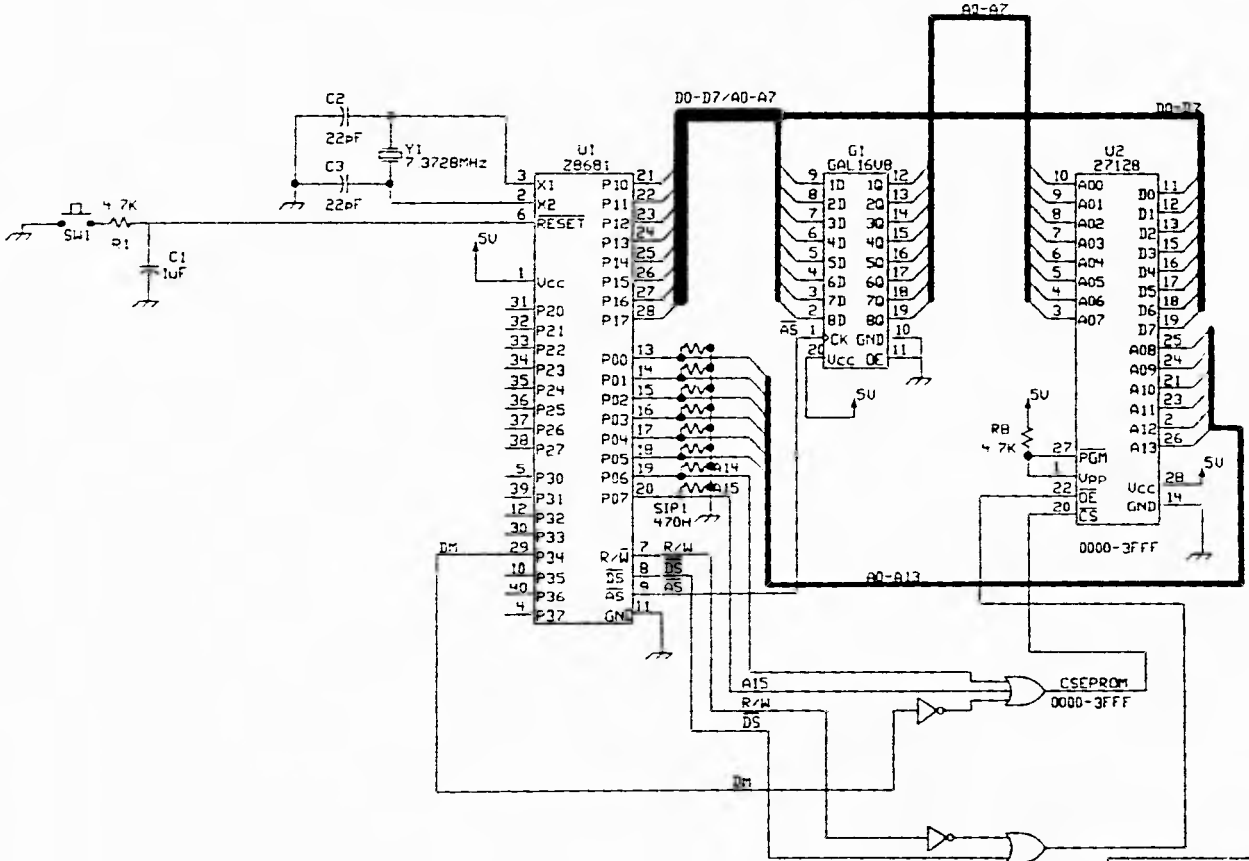 A0-A7
D0-D7/A0-A7
D0-D7
C2
22pF
Y1
7.3728MHz
C3
22pF
4.7K
R1
SW1
C1
1uF
5V
U1
Z8681
3 X1
2 X2
6 RESET
1 Vcc
31 P20
32 P21
33 P22
34 P23
35 P24
36 P25
37 P26
38 P27
5 P30
39 P31
12 P32
30 P33
29 P34
10 P35
40 P36
4 P37
P10 21
P11 22
P12 23
P13 24
P14 25
P15 26
P16 27
P17 28
P00 13
P01 14
P02 15
P03 16
P04 17
P05 18
P06 19
P07 20
R/W 7 R/W
DS 8 DS
AS 9 AS
GN 11
A14
A15
SIP1
470H
G1
GAL16V8
9 1D 1Q 12
8 2D 2Q 13
7 3D 3Q 14
6 4D 4Q 15
5 5D 5Q 16
4 6D 6Q 17
3 7D 7Q 18
2 8D 8Q 19
AS 1 CK GND 10
20 Vcc OE 11
5V
U2
27128
10 A00
9 A01
8 A02
7 A03
6 A04
5 A05
4 A06
3 A07
D0 11
D1 12
D2 13
D3 15
D4 16
D5 17
D6 18
D7 19
A08 25
A09 24
A10 21
A11 23
A12 2
A13 26
5V
R8
4.7K
27 PGM
1 Vpp
22 OE
20 CS
Vcc 28
5V
GND 14
0000-3FFF
A0-A13
DM
A15
R/W
DS
CSEPROM
0000-3FFF
DM